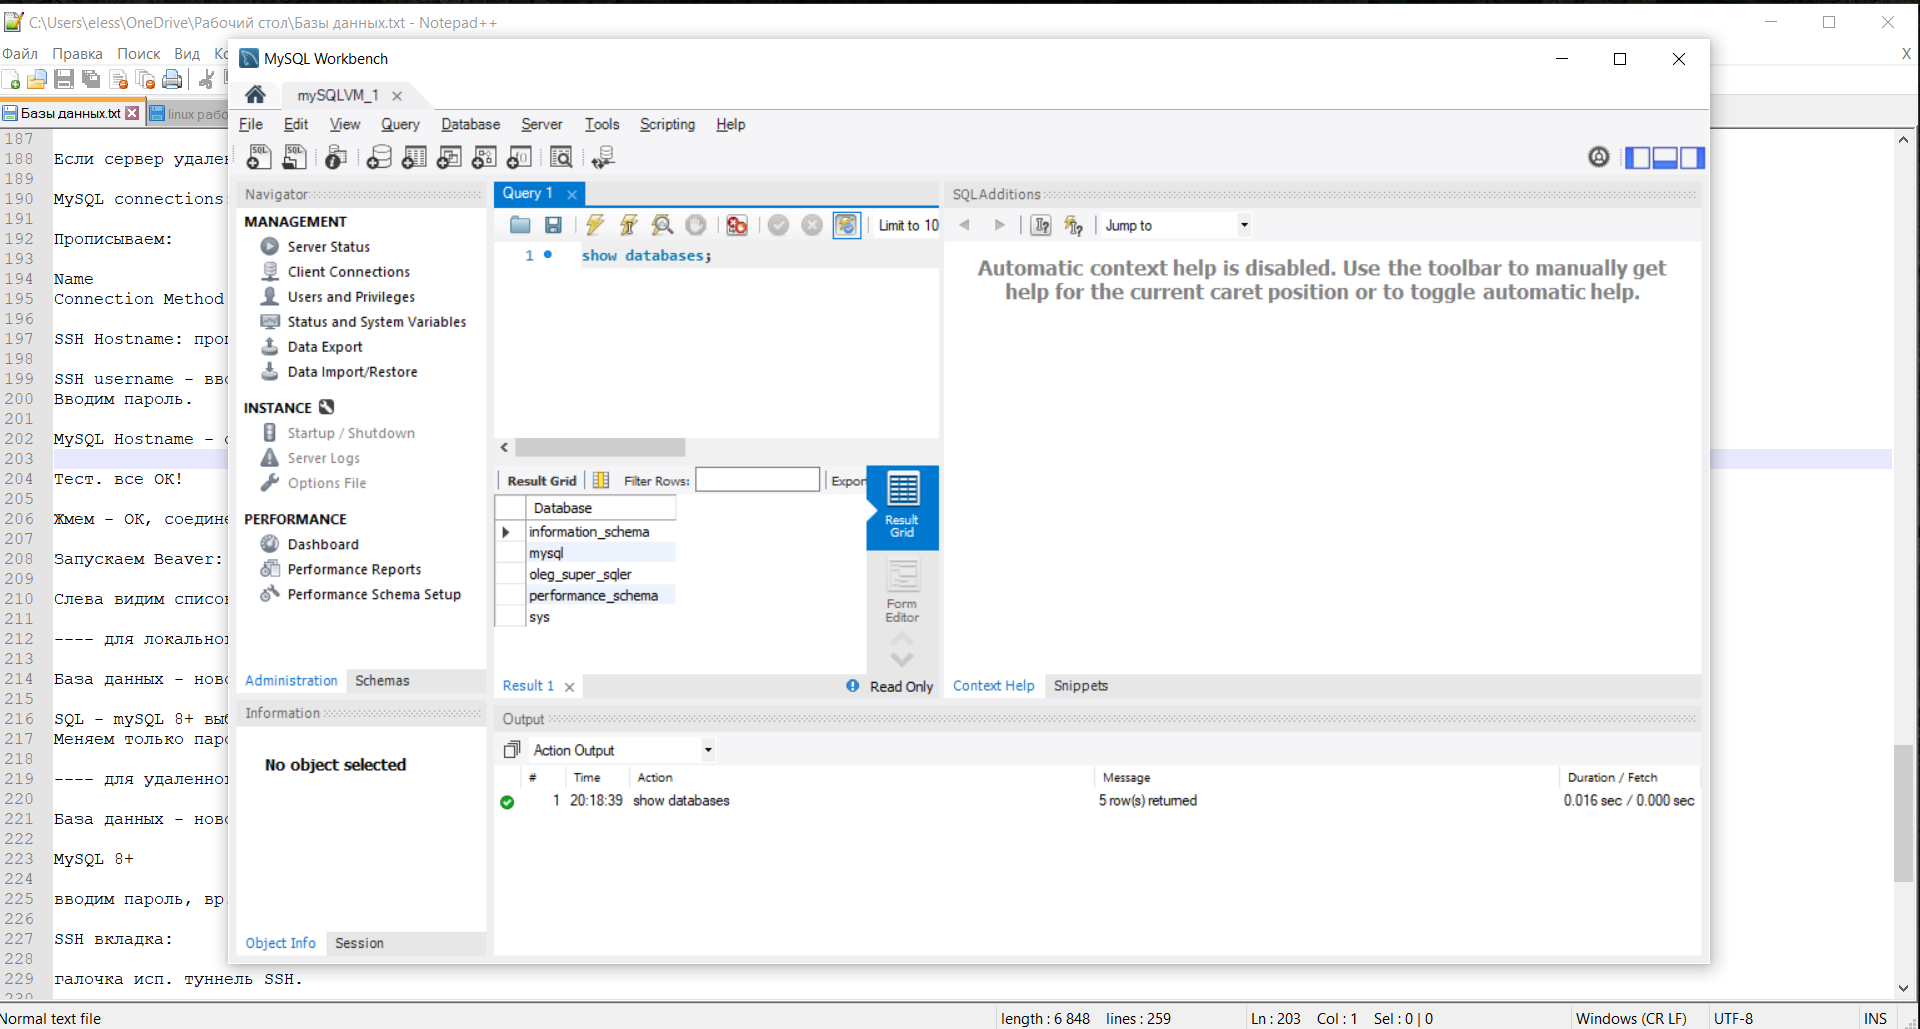 C:\Users\eless\OneDrive\Рабочий стол\Базы данных.txt - Notepad++
Файл Правка Поиск Вид
X
Базы данных.txt
linux рабо
187
188 Если сервер удален
189
190 MySQL connections:
191
192 Прописываем:
193
194 Name
195 Connection Method
196
197 SSH Hostname: проп
198
199 SSH username - вво
200 Вводим пароль.
201
202 MySQL Hostname -
203
204 Тест. все ОК!
205
206 Жмем - ОК, соедине
207
208 Запускаем Beaver:
209
210 Слева видим список
211
212 ---- для локальног
213
214 База данных - ново
215
216 SQL - mySQL 8+ выб
217 Меняем только паро
218
219 ---- для удаленног
220
221 База данных - ново
222
223 MySQL 8+
224
225 вводим пароль, вр
226
227 SSH вкладка:
228
229 галочка исп. туннель SSH.
230
Normal text file
length : 6 848 lines : 259
Ln : 203 Col : 1 Sel : 0 | 0
Windows (CR LF)
UTF-8
INS
MySQL Workbench
mySQLVM_1
File Edit View Query Database Server Tools Scripting Help
Navigator
MANAGEMENT
Server Status
Client Connections
Users and Privileges
Status and System Variables
Data Export
Data Import/Restore
INSTANCE
Startup / Shutdown
Server Logs
Options File
PERFORMANCE
Dashboard
Performance Reports
Performance Schema Setup
Administration Schemas
Information
No object selected
Object Info Session
Query 1
Limit to 10
1 show databases;
Result Grid Filter Rows: Expor
Database
information_schema
mysql
oleg_super_sqler
performance_schema
sys
Result Grid
Form Editor
Result 1
Read Only
SQLAdditions
Jump to
Automatic context help is disabled. Use the toolbar to manually get
help for the current caret position or to toggle automatic help.
Context Help Snippets
Output
Action Output
# Time Action Message Duration / Fetch
1 20:18:39 show databases 5 row(s) returned 0.016 sec / 0.000 sec